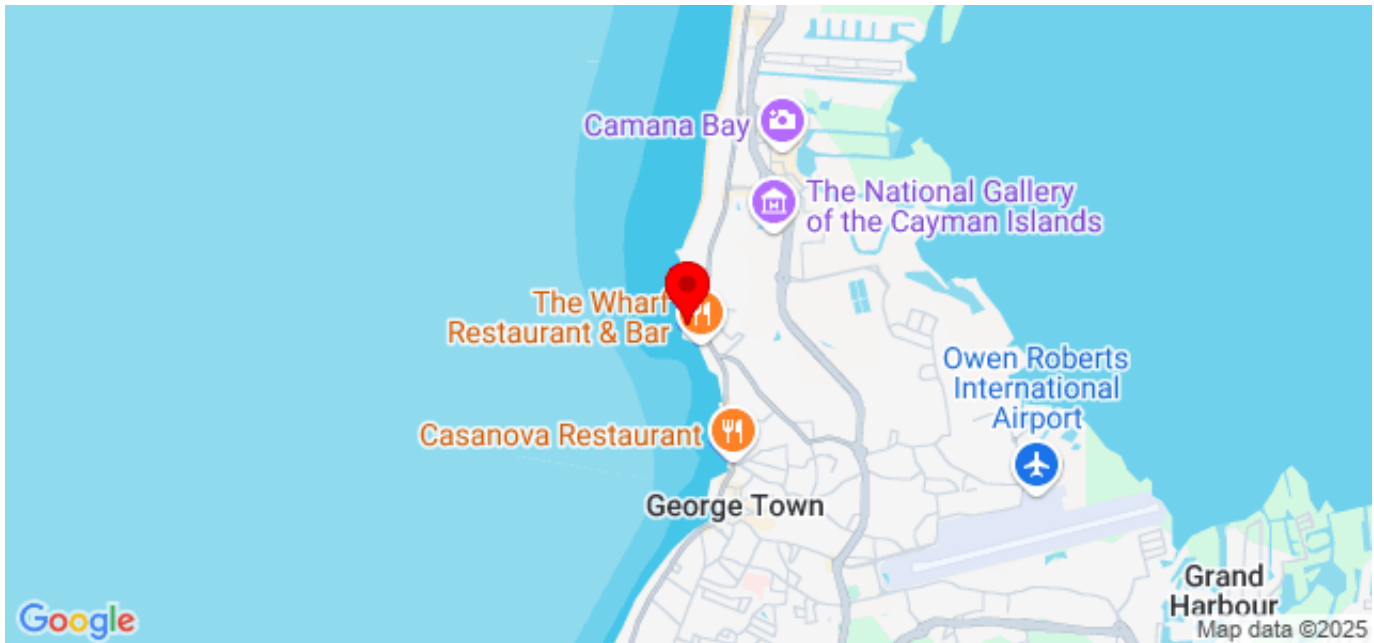 Camana Bay
The National Gallery
of the Cayman Islands
The Wharf
Restaurant & Bar
Owen Roberts
International
Airport
Casanova Restaurant
George Town
Grand
Harbour
Google
Map data ©2025